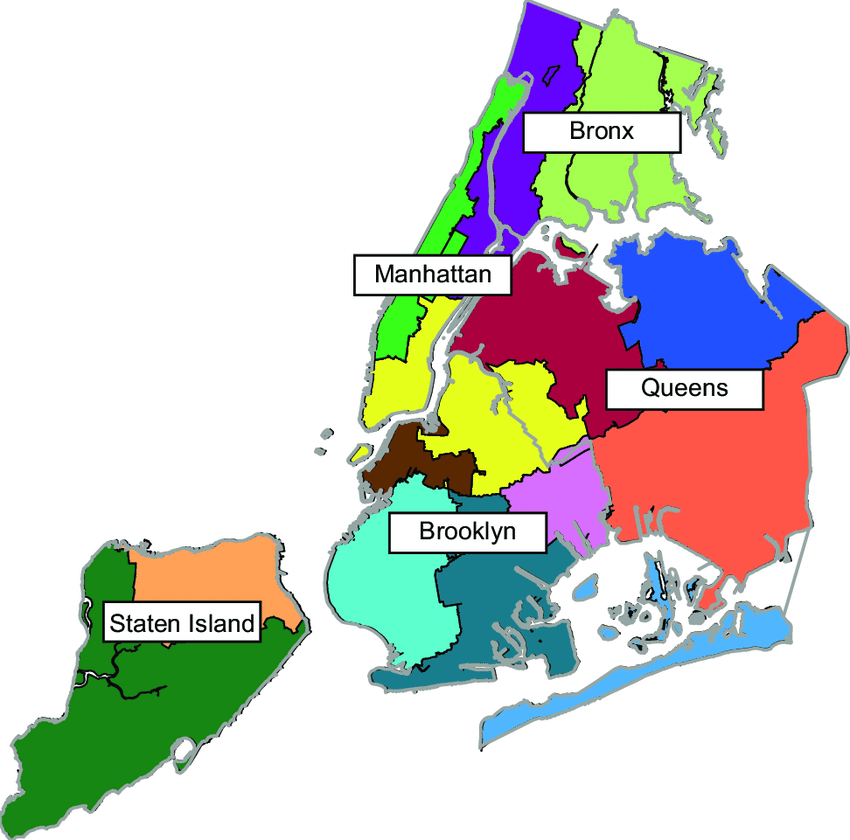 Bronx
Manhattan
Queens
Brooklyn
Staten Island